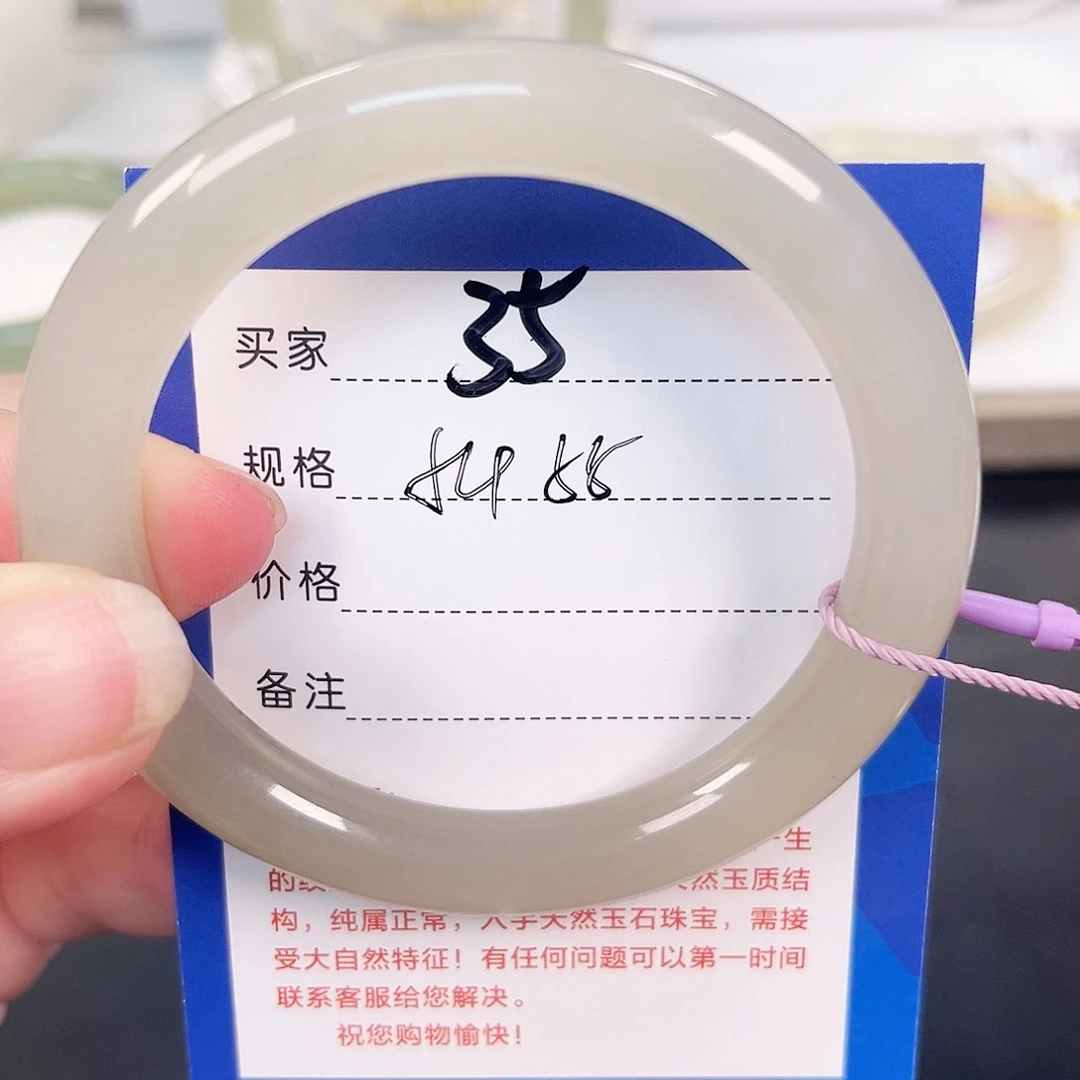 买家 35
规格 54 55
价格
备注
生
的
然玉质结
构，纯属正常，入手天然玉石珠宝，需接
受大自然特征！有任何问题可以第一时间
联系客服给您解决。
祝您购物愉快！